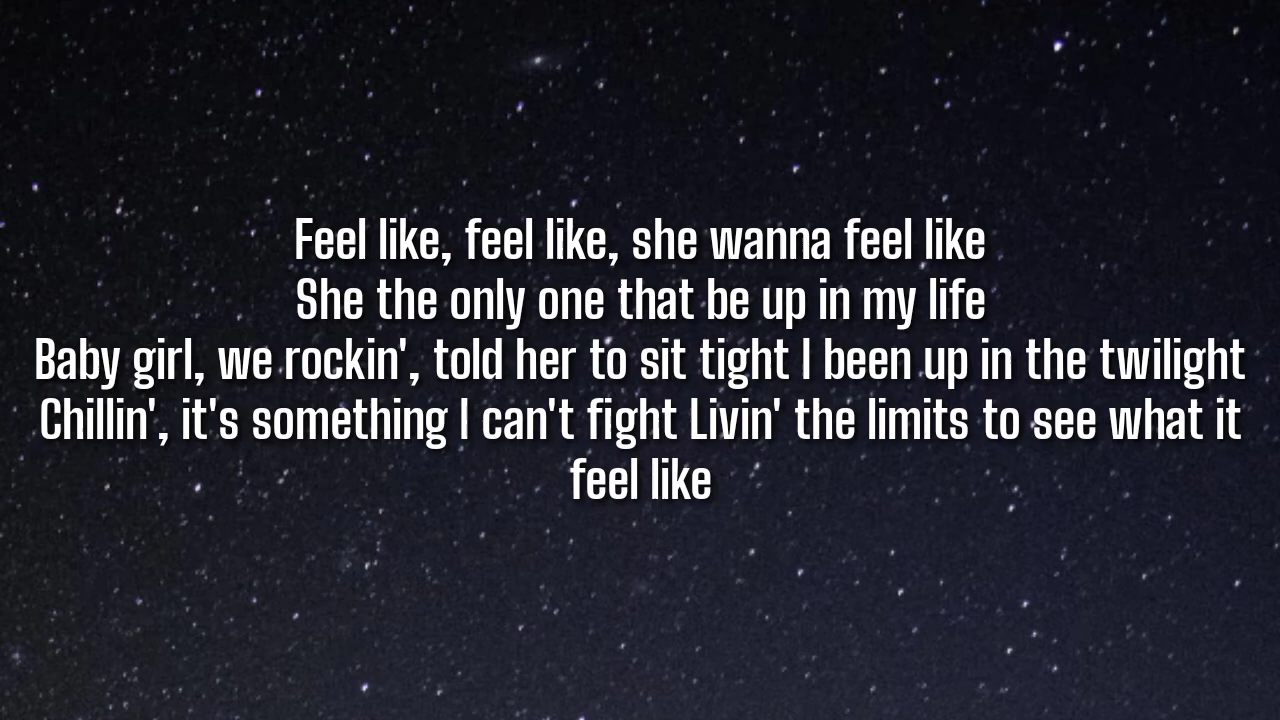 Feel like, feel like, she wanna feel like
She the only one that be up in my life
Baby girl, we rockin', told her to sit tight I been up in the twilight
Chillin', it's something I can't fight Livin' the limits to see what it
feel like